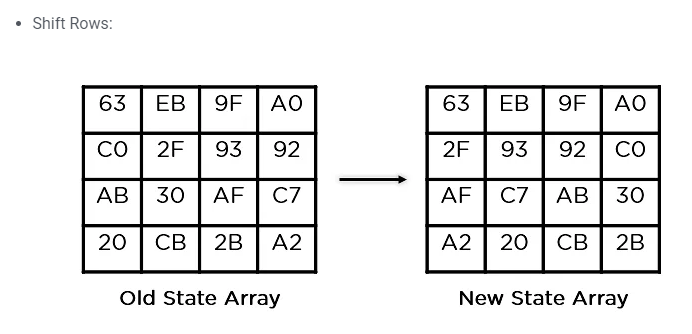 • Shift Rows:
63 EB 9F A0 63 EB 9F A0
C0 2F 93 92 2F 93 92 C0
AB 30 AF C7 AF C7 AB 30
20 CB 2B A2 A2 20 CB 2B
Old State Array New State Array